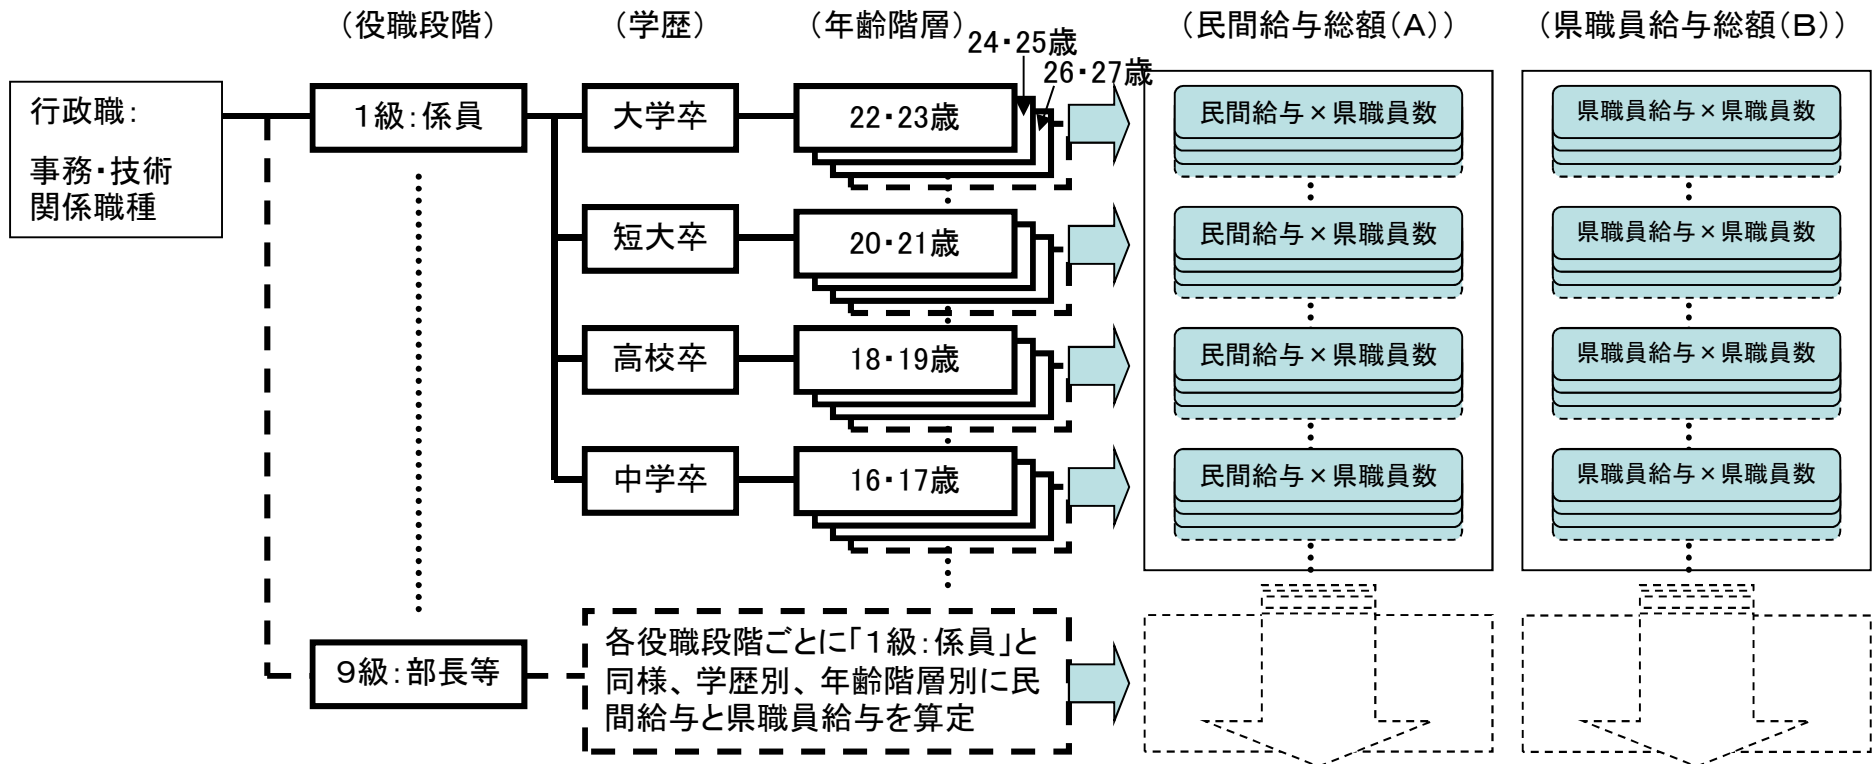 （役職段階）
（学歴）
（年齢階層）
（民間給与総額(A)）
（県職員給与総額(B)）
24・25歳
26・27歳
行政職：
事務・技術
関係職種
1級：係員
大学卒
22・23歳
民間給与×県職員数
県職員給与×県職員数
短大卒
20・21歳
民間給与×県職員数
県職員給与×県職員数
高校卒
18・19歳
民間給与×県職員数
県職員給与×県職員数
中学卒
16・17歳
民間給与×県職員数
県職員給与×県職員数
9級：部長等
各役職段階ごとに「1級：係員」と
同様、学歴別、年齢階層別に民
間給与と県職員給与を算定